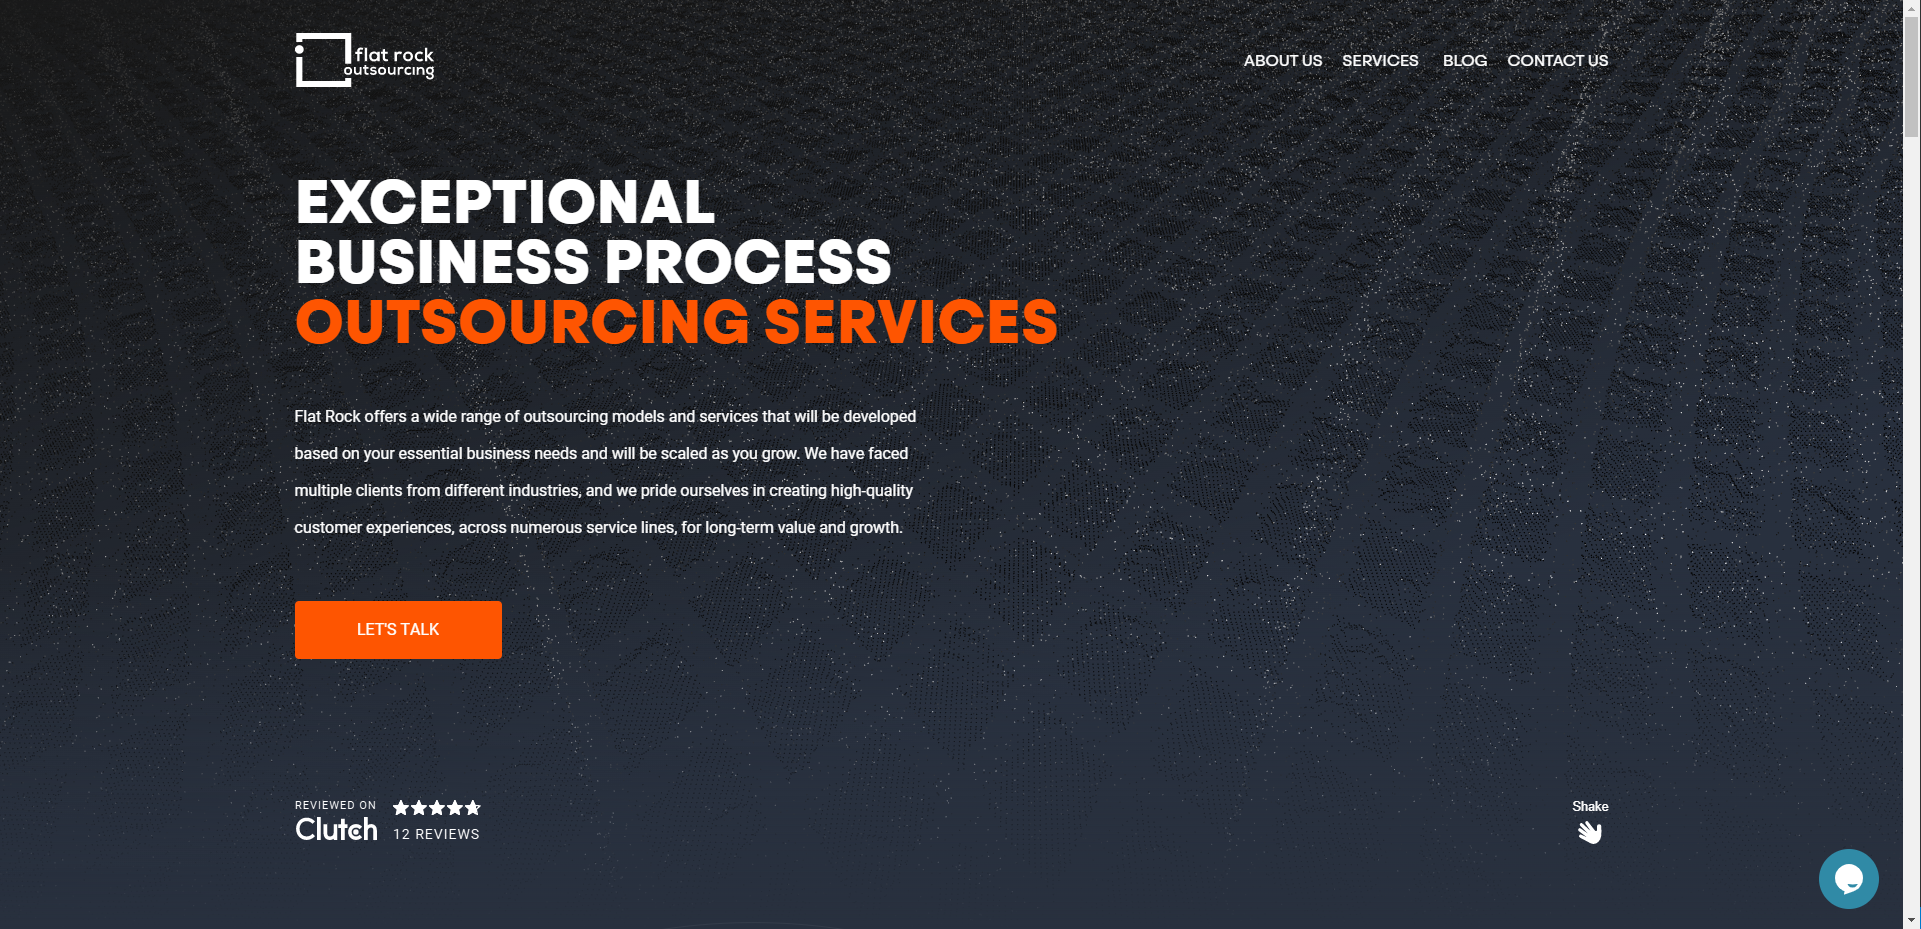 flat rock
outsourcing
ABOUT US SERVICES BLOG CONTACT US
EXCEPTIONAL
BUSINESS PROCESS
OUTSOURCING SERVICES
Flat Rock offers a wide range of outsourcing models and services that will be developed
based on your essential business needs and will be scaled as you grow. We have faced
multiple clients from different industries, and we pride ourselves in creating high-quality
customer experiences, across numerous service lines, for long-term value and growth.
LET'S TALK
REVIEWED ON
Clutch
12 REVIEWS
Shake